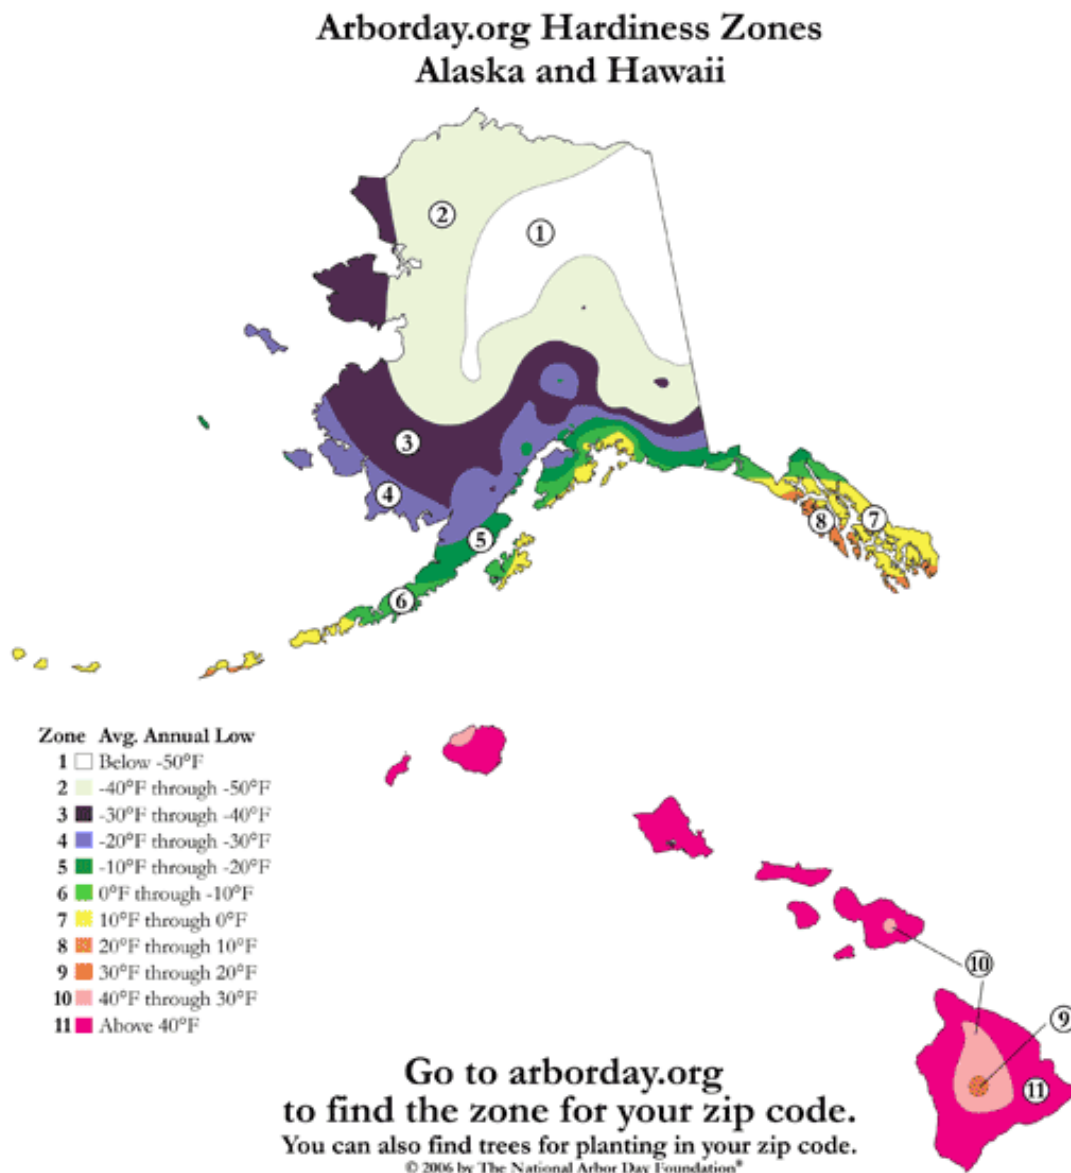 Arborday.org Hardiness Zones
Alaska and Hawaii
2
1
3
4
5
8
7
6
Zone Avg. Annual Low
1 Below -50°F
2 -40°F through -50°F
3 -30°F through -40°F
4 -20°F through -30°F
5 -10°F through -20°F
6 0°F through -10°F
7 10°F through 0°F
8 20°F through 10°F
9 30°F through 20°F
10 40°F through 30°F
11 Above 40°F
10
9
11
Go to arborday.org
to find the zone for your zip code.
You can also find trees for planting in your zip code.
© 2006 by The National Arbor Day Foundation®